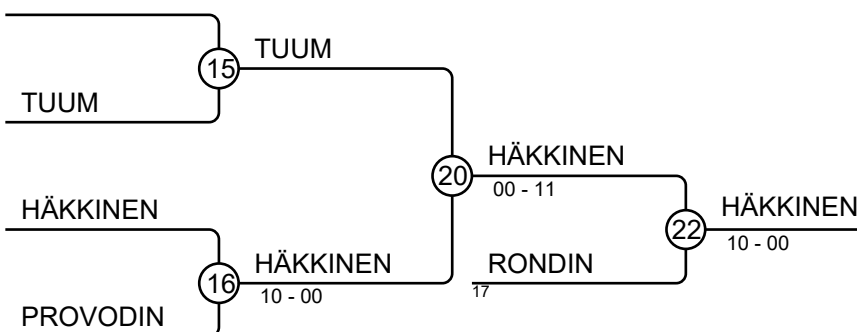 TUUM
15
TUUM
HÄKKINEN
20
00 - 11
HÄKKINEN
HÄKKINEN
22
10 - 00
HÄKKINEN
16
10 - 00
RONDIN
17
PROVODIN